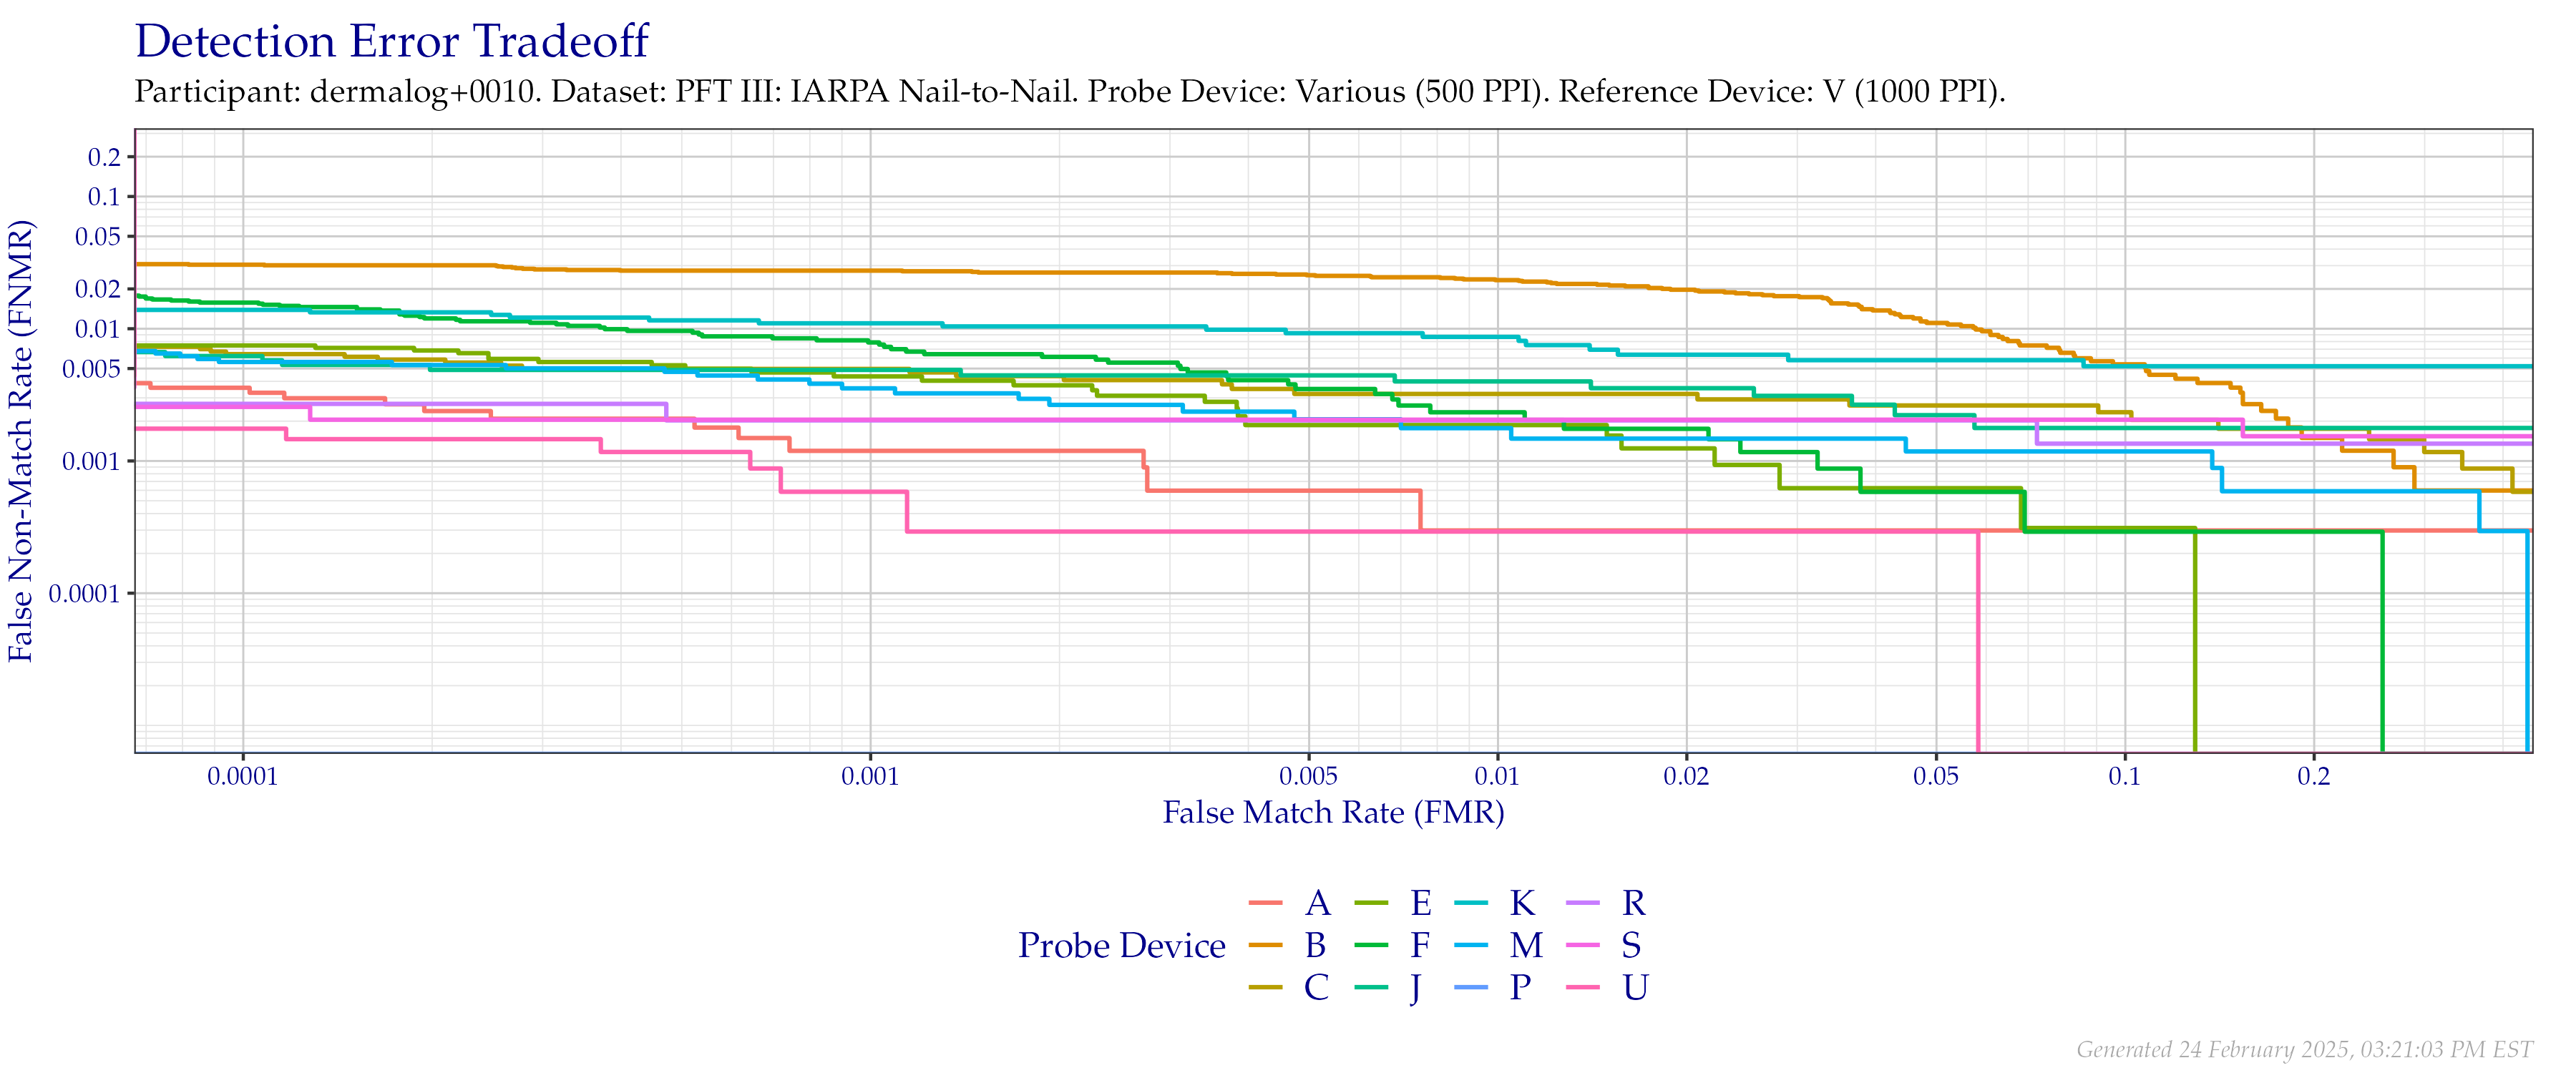 Detection Error Tradeoff
Participant: dermalog+0010. Dataset: PFT III: IARPA Nail-to-Nail. Probe Device: Various (500 PPI). Reference Device: V (1000 PPI).
False Non-Match Rate (FNMR)
0.2
0.1
0.05
0.02
0.01
0.005
0.001
0.0001
0.0001 0.001 0.005 0.01 0.02 0.05 0.1 0.2
False Match Rate (FMR)
A E K R
Probe Device B F M S
C J P U
Generated 24 February 2025, 03:21:03 PM EST